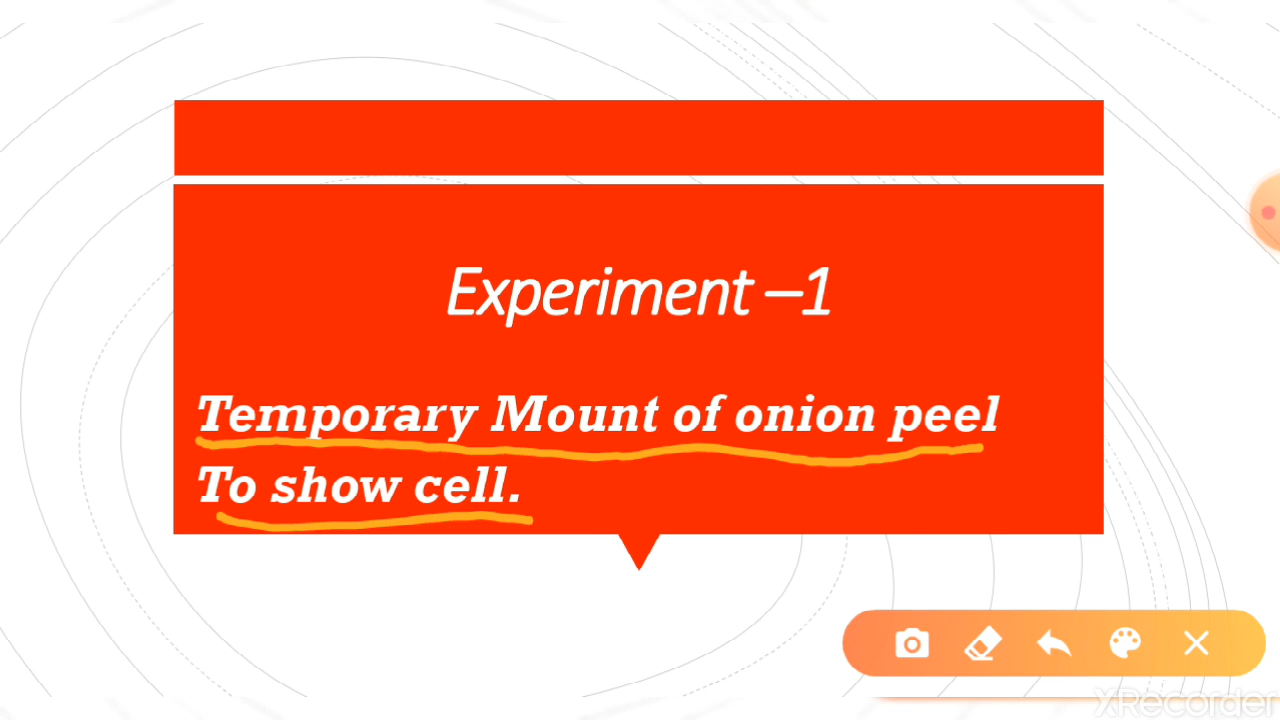 Experiment –1
Temporary Mount of onion peel
To show cell.
XRecorder